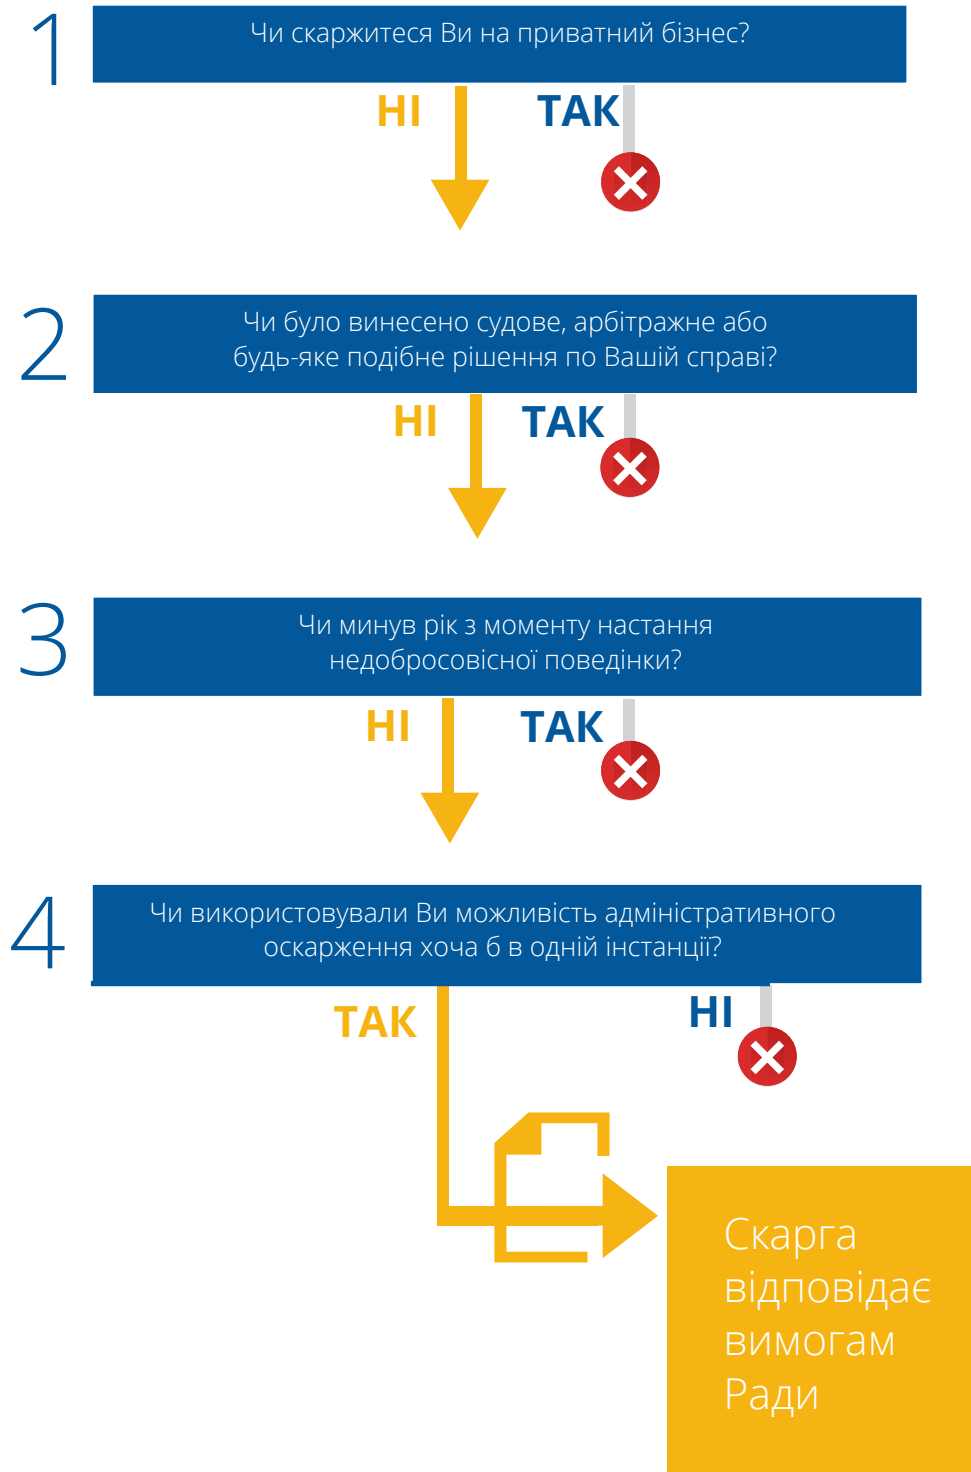 1
Чи скаржитеся Ви на приватний бізнес?
НІ
ТАК
2
Чи було винесено судове, арбітражне або
будь-яке подібне рішення по Вашій справі?
НІ
ТАК
3
Чи минув рік з моменту настання
недобросовісної поведінки?
НІ
ТАК
4
Чи використовували Ви можливість адміністративного
оскарження хоча б в одній інстанції?
ТАК
НІ
Скарга
відповідає
вимогам
Ради